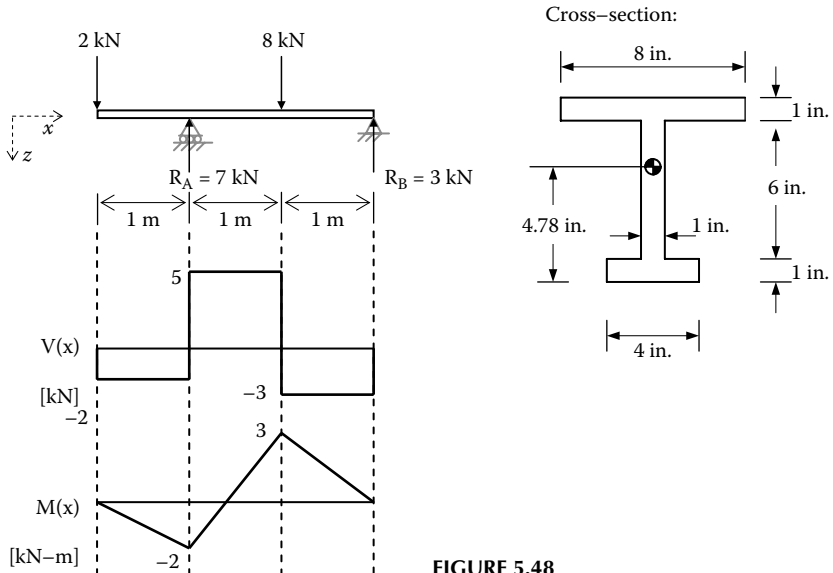 Cross–section:
2 kN
8 kN
8 in.
x
z
1 in.
R_A = 7 kN
R_B = 3 kN
6 in.
4.78 in.
1 in.
1 m
1 m
1 m
1 in.
4 in.
5
V(x)
[kN]
–2
–3
3
M(x)
[kN–m]
–2
FIGURE 5.48